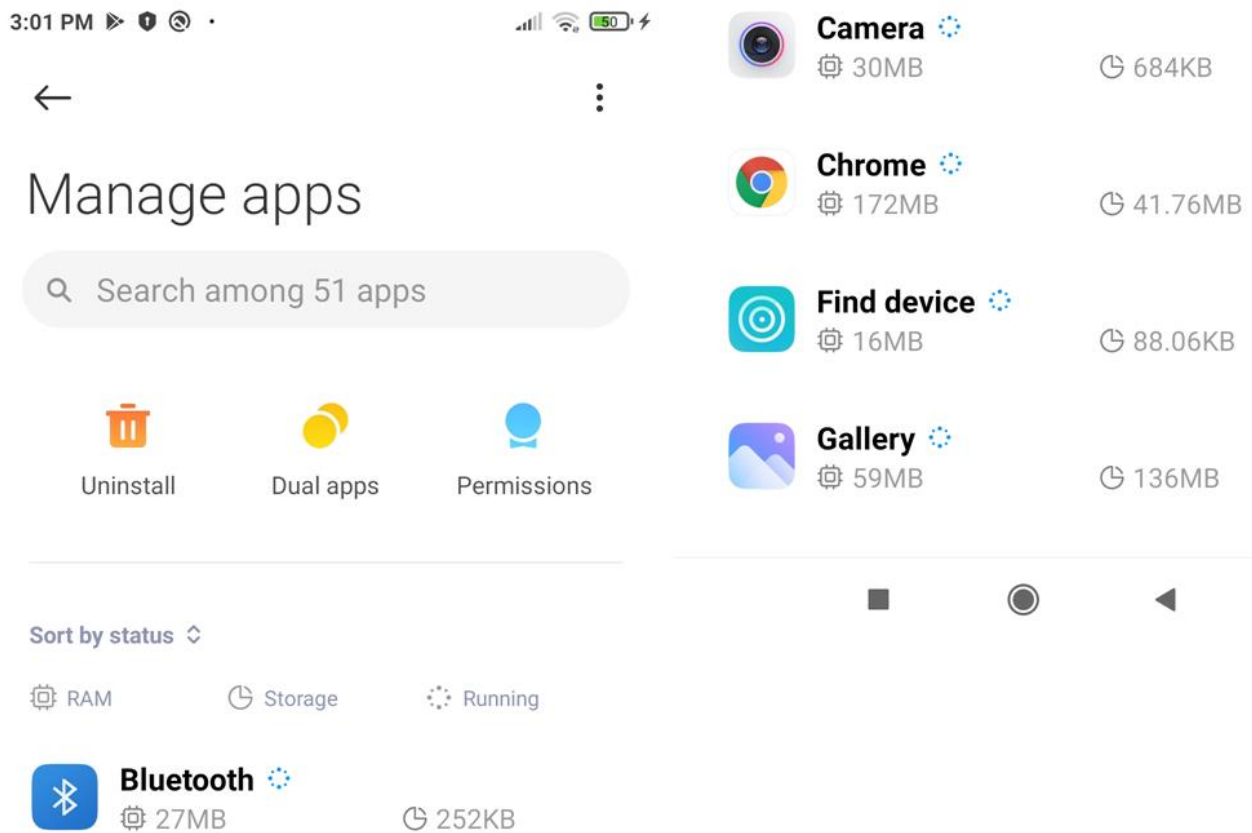 3:01 PM 50
Manage apps
Search among 51 apps
Uninstall Dual apps Permissions
Sort by status
RAM Storage Running
Bluetooth
27MB 252KB
Camera
30MB 684KB
Chrome
172MB 41.76MB
Find device
16MB 88.06KB
Gallery
59MB 136MB